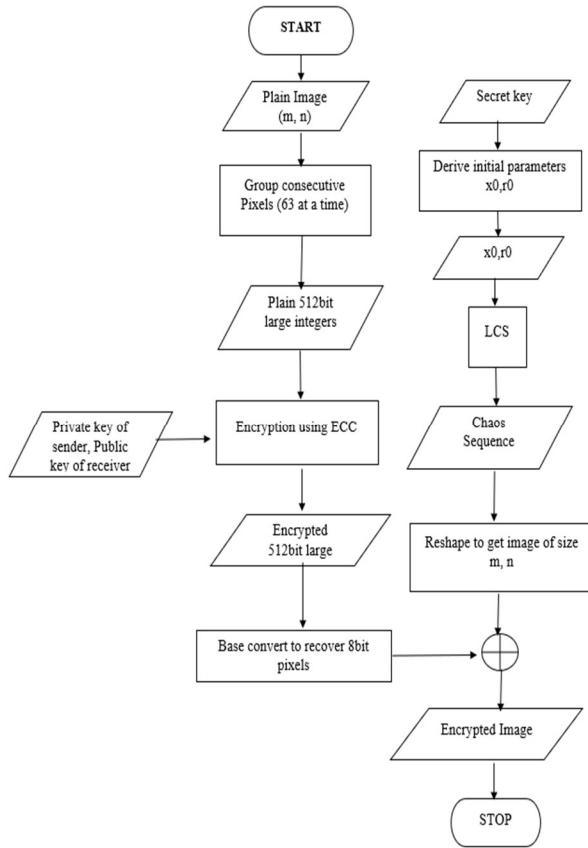 START
Plain Image
(m, n)
Group consecutive
Pixels (63 at a time)
Plain 512bit
large integers
Private key of
sender, Public
key of receiver
Encryption using ECC
Encrypted
512bit large
Base convert to recover 8bit
pixels
Secret key
Derive initial parameters
x0,r0
x0,r0
LCS
Chaos
Sequence
Reshape to get image of size
m, n
Encrypted Image
STOP